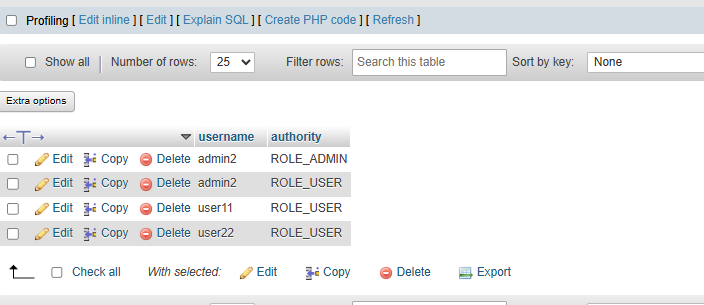 Profiling [ Edit inline ] [ Edit ] [ Explain SQL ] [ Create PHP code ] [ Refresh ]
Show all | Number of rows: 25 Filter rows: Search this table Sort by key: None
Extra options
←T→ username authority
Edit Copy Delete admin2 ROLE_ADMIN
Edit Copy Delete admin2 ROLE_USER
Edit Copy Delete user11 ROLE_USER
Edit Copy Delete user22 ROLE_USER
Check all With selected: Edit Copy Delete Export